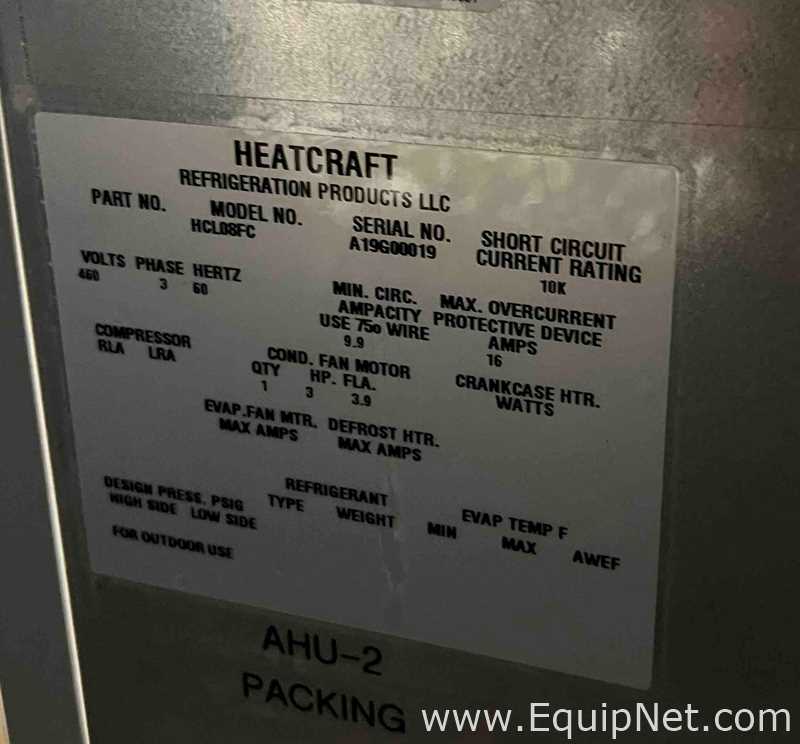 HEATCRAFT
REFRIGERATION PRODUCTS LLC
PART NO. MODEL NO. SERIAL NO. SHORT CIRCUIT
HCL08FC A19G00019 CURRENT RATING
10K
VOLTS PHASE HERTZ
460 3 60
MIN. CIRC. MAX. OVERCURRENT
AMPACITY PROTECTIVE DEVICE
USE 75o WIRE AMPS
9.9 16
COMPRESSOR COND. FAN MOTOR CRANKCASE HTR.
RLA LRA QTY HP. FLA. WATTS
1 3 3.9
EVAP.FAN MTR. DEFROST HTR.
MAX AMPS MAX AMPS
DESIGN PRESS. PSIG REFRIGERANT EVAP TEMP F
HIGH SIDE LOW SIDE TYPE WEIGHT MIN MAX AWEF
FOR OUTDOOR USE
AHU-2
PACKING
www.EquipNet.com